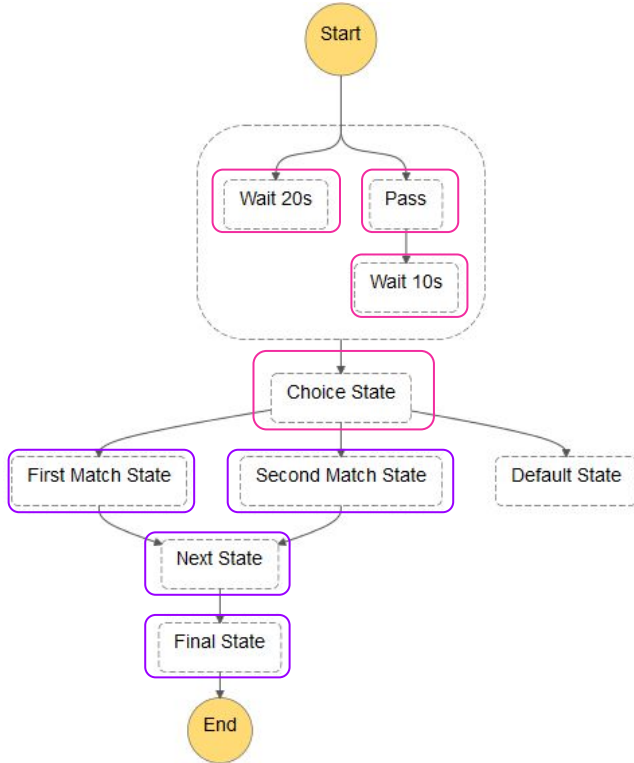 Start
Wait 20s
Pass
Wait 10s
Choice State
First Match State
Second Match State
Default State
Next State
Final State
End